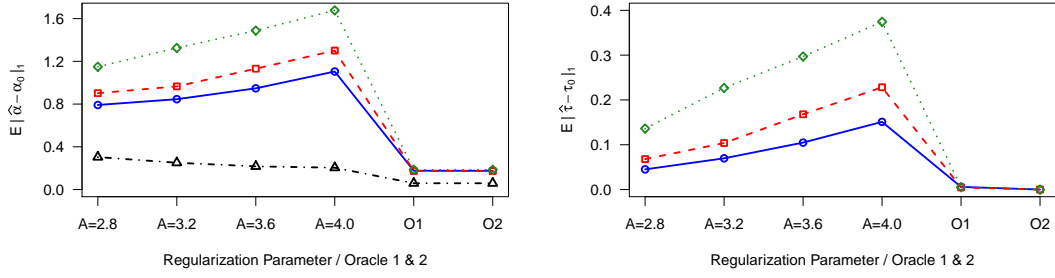 E | α̂ − α₀ |₁
1.6
1.2
0.8
0.4
0.0
A=2.8 A=3.2 A=3.6 A=4.0 O1 O2
Regularization Parameter / Oracle 1 & 2
E | τ̂ − τ₀ |₁
0.4
0.3
0.2
0.1
0.0
A=2.8 A=3.2 A=3.6 A=4.0 O1 O2
Regularization Parameter / Oracle 1 & 2